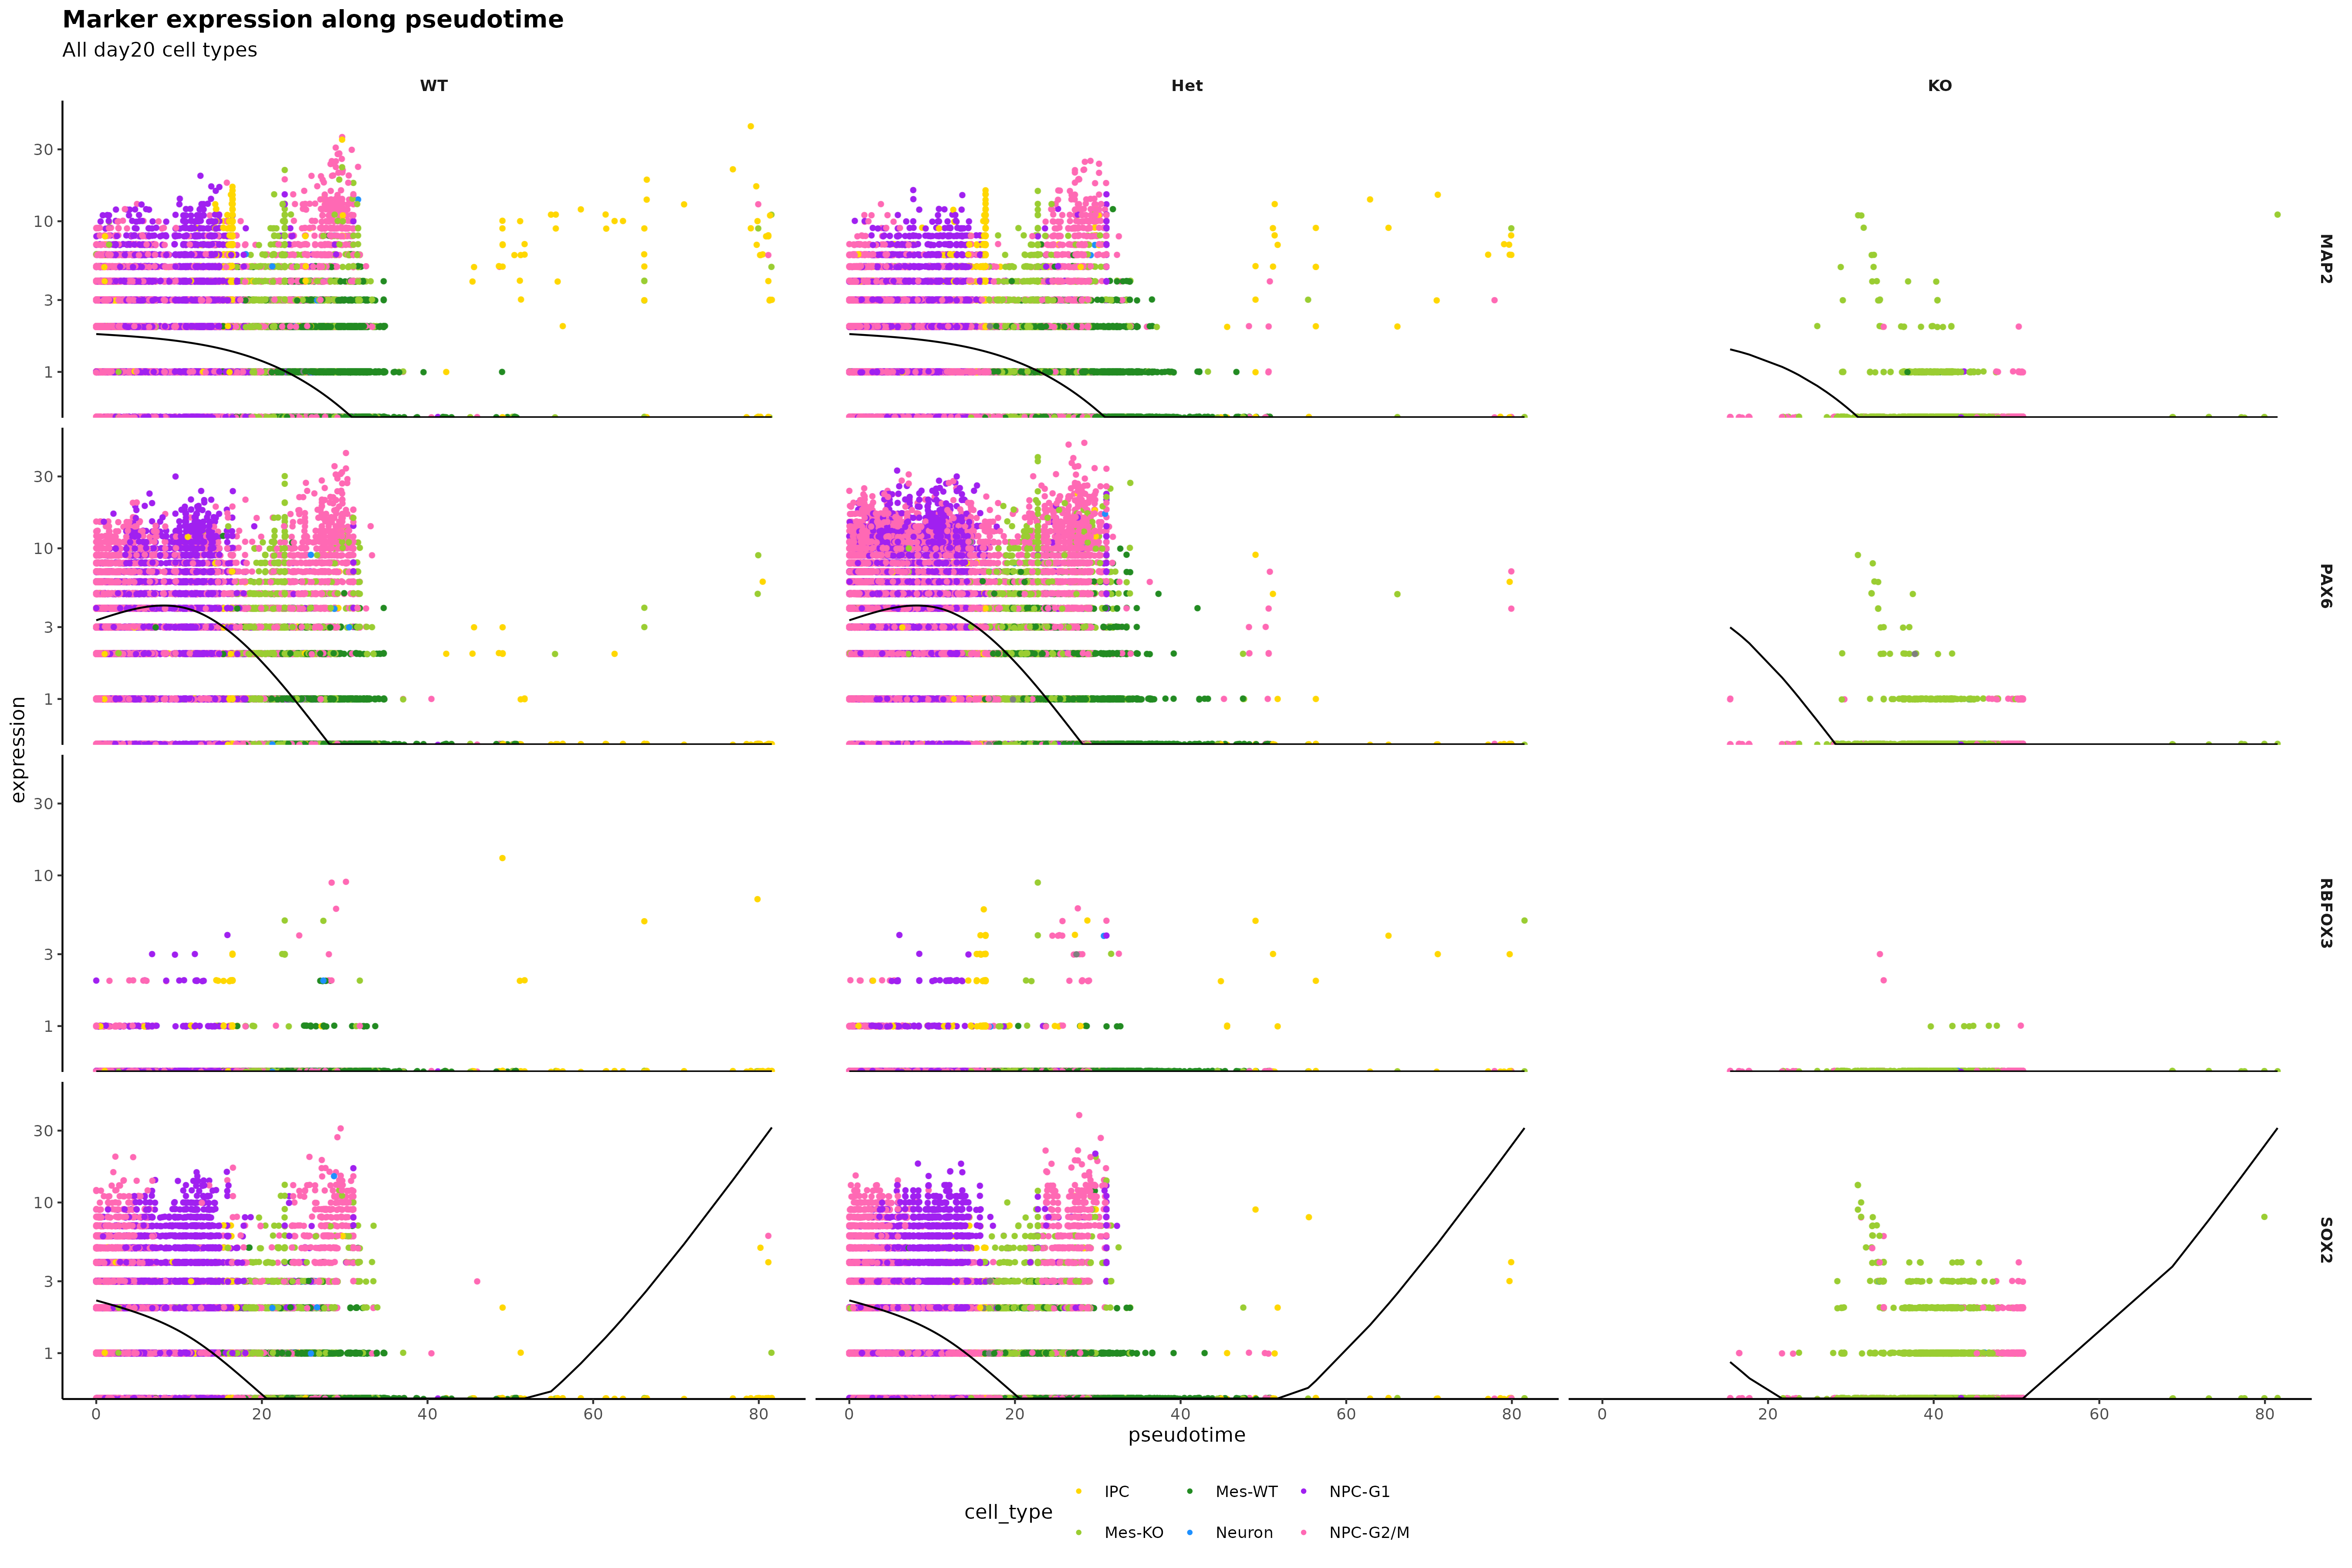 Marker expression along pseudotime
All day20 cell types
WT Het KO
30
10
3
1
MAP2
30
10
3
1
PAX6
expression
30
10
3
1
RBFOX3
30
10
3
1
SOX2
0 20 40 60 80 0 20 40 60 80 0 20 40 60 80
pseudotime
cell_type
IPC Mes-WT NPC-G1
Mes-KO Neuron NPC-G2/M